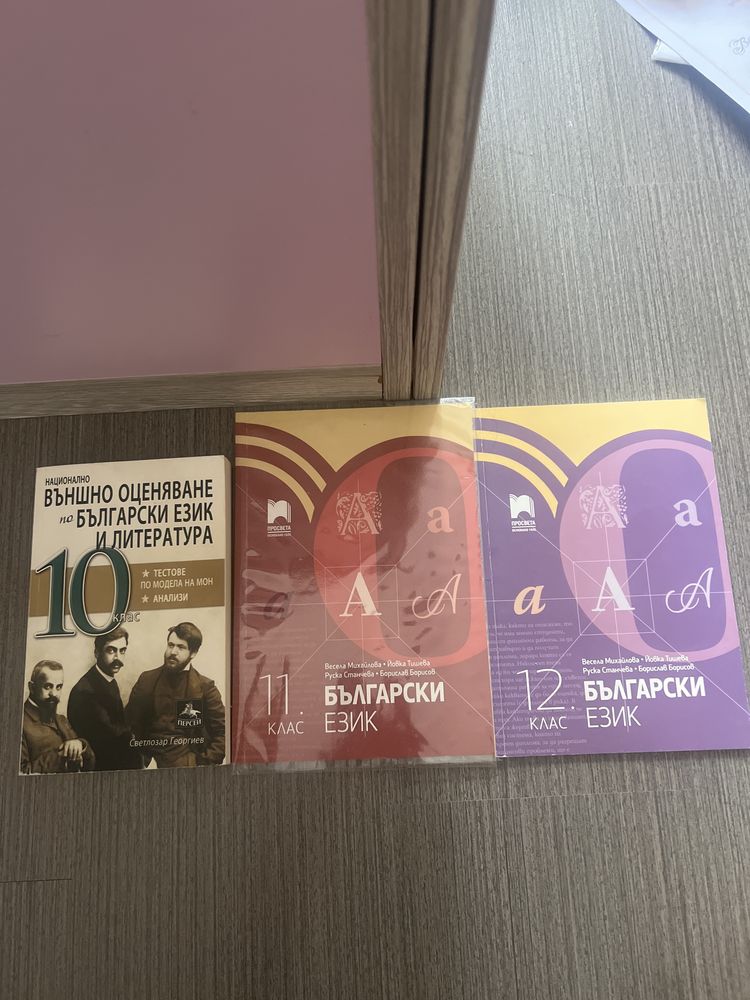 НАЦИОНАЛНО
ВЪНШНО ОЦЕНЯВАНЕ
по БЪЛГАРСКИ ЕЗИК
И ЛИТЕРАТУРА
10
клас
★ ТЕСТОВЕ
ПО МОДЕЛА НА МОН
★ АНАЛИЗИ
ПЕРСЕЙ
Светлозар Георгиев
ПРОСВЕТА
А а
А А
Весела Михайлова • Йовка Тишева
Руска Станчева • Борислав Борисов
11.
КЛАС
БЪЛГАРСКИ
ЕЗИК
ПРОСВЕТА
А а
а А А
Весела Михайлова • Йовка Тишева
Руска Станчева • Борислав Борисов
12.
КЛАС
БЪЛГАРСКИ
ЕЗИК